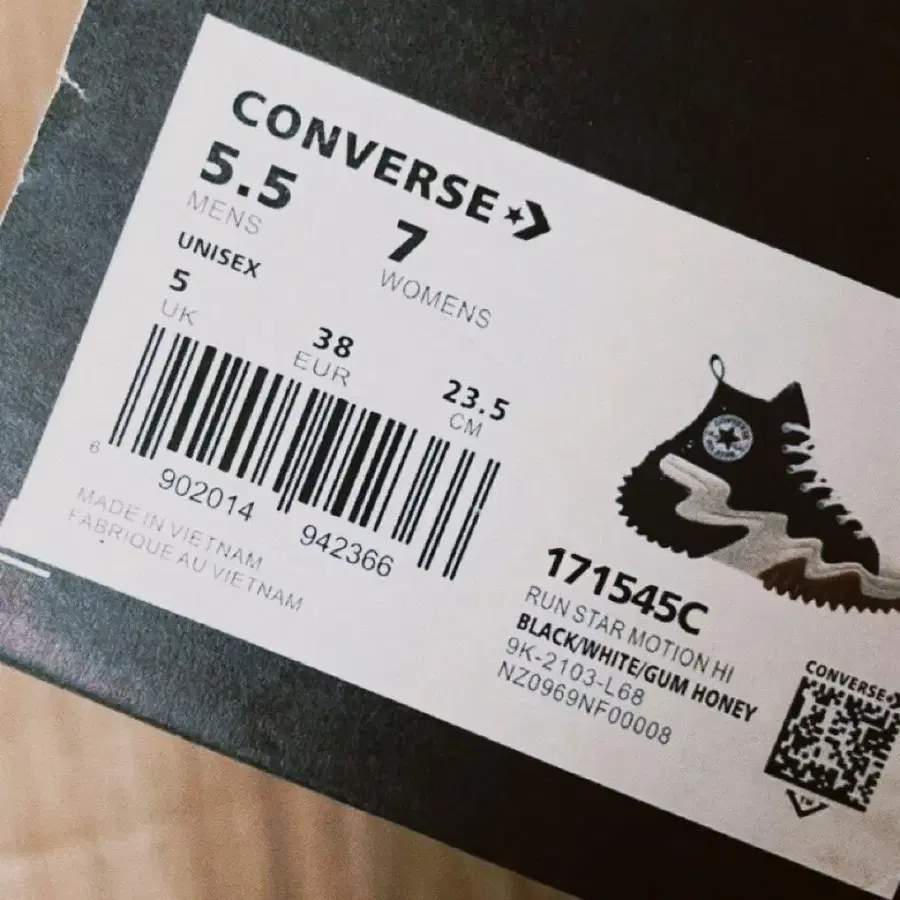 CONVERSE
5.5
MENS
7
WOMENS
UNISEX
5
UK
38
EUR
23.5
CM
6 902014 942366
MADE IN VIETNAM
FABRIQUE AU VIETNAM
171545C
RUN STAR MOTION HI
BLACK/WHITE/GUM HONEY
9K-2103-L68
NZ0969NF00008
CONVERSE